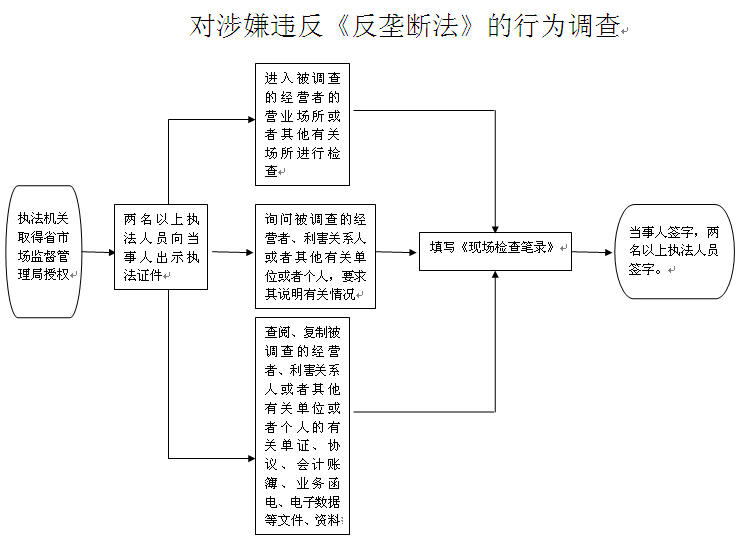 对涉嫌违反《反垄断法》的行为调查
执法机关
取得省市
场监督管
理局授权
两名以上执
法人员向当
事人出示执
法证件
进入被调查
的经营者的
营业场所或
者其他有关
场所进行检
查
询问被调查的经
营者、利害关系人
或者其他有关单
位或者个人，要求
其说明有关情况
查阅、复制被
调查的经营
者、利害关系
人或者其他
有关单位或
者个人的有
关单证、协
议、会计账
簿、业务函
电、电子数据
等文件、资料
填写《现场检查笔录》
当事人签字，两
名以上执法人员
签字。